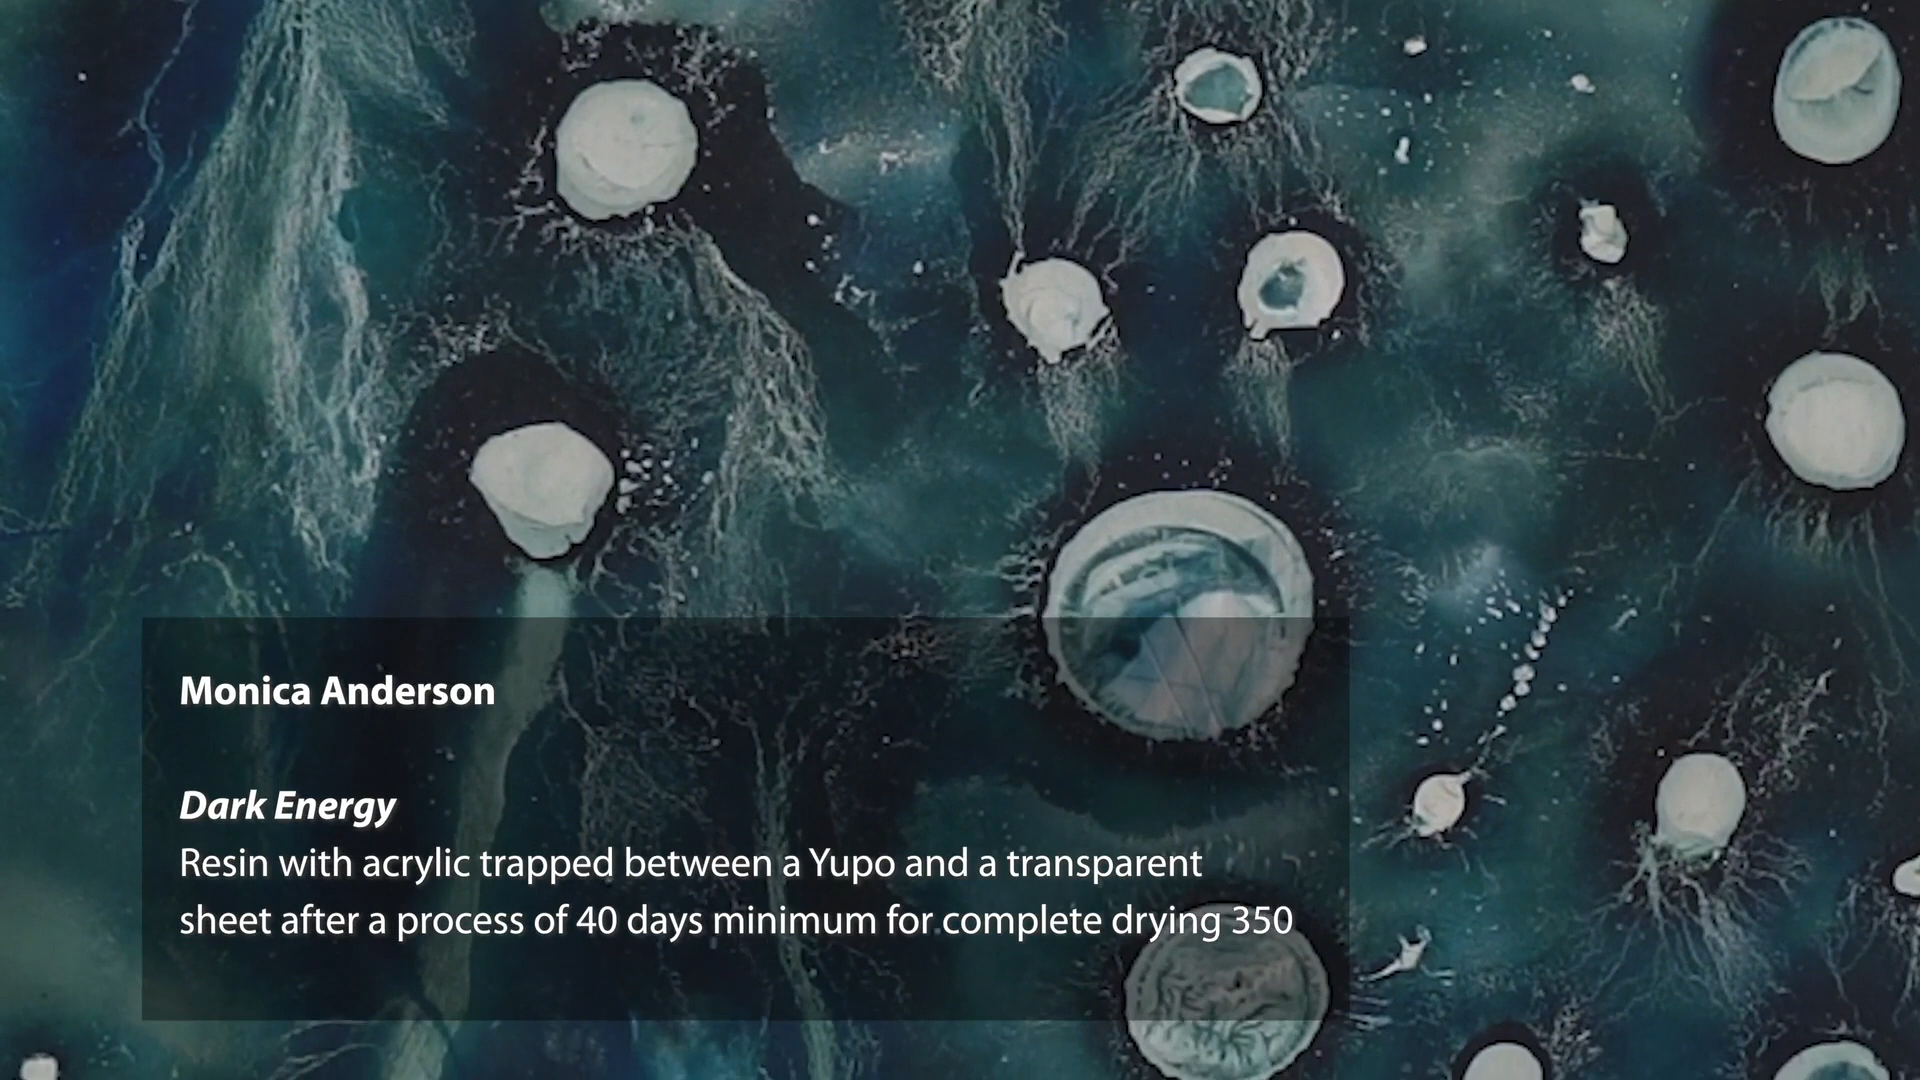 Monica Anderson
Dark Energy
Resin with acrylic trapped between a Yupo and a transparent
sheet after a process of 40 days minimum for complete drying 350